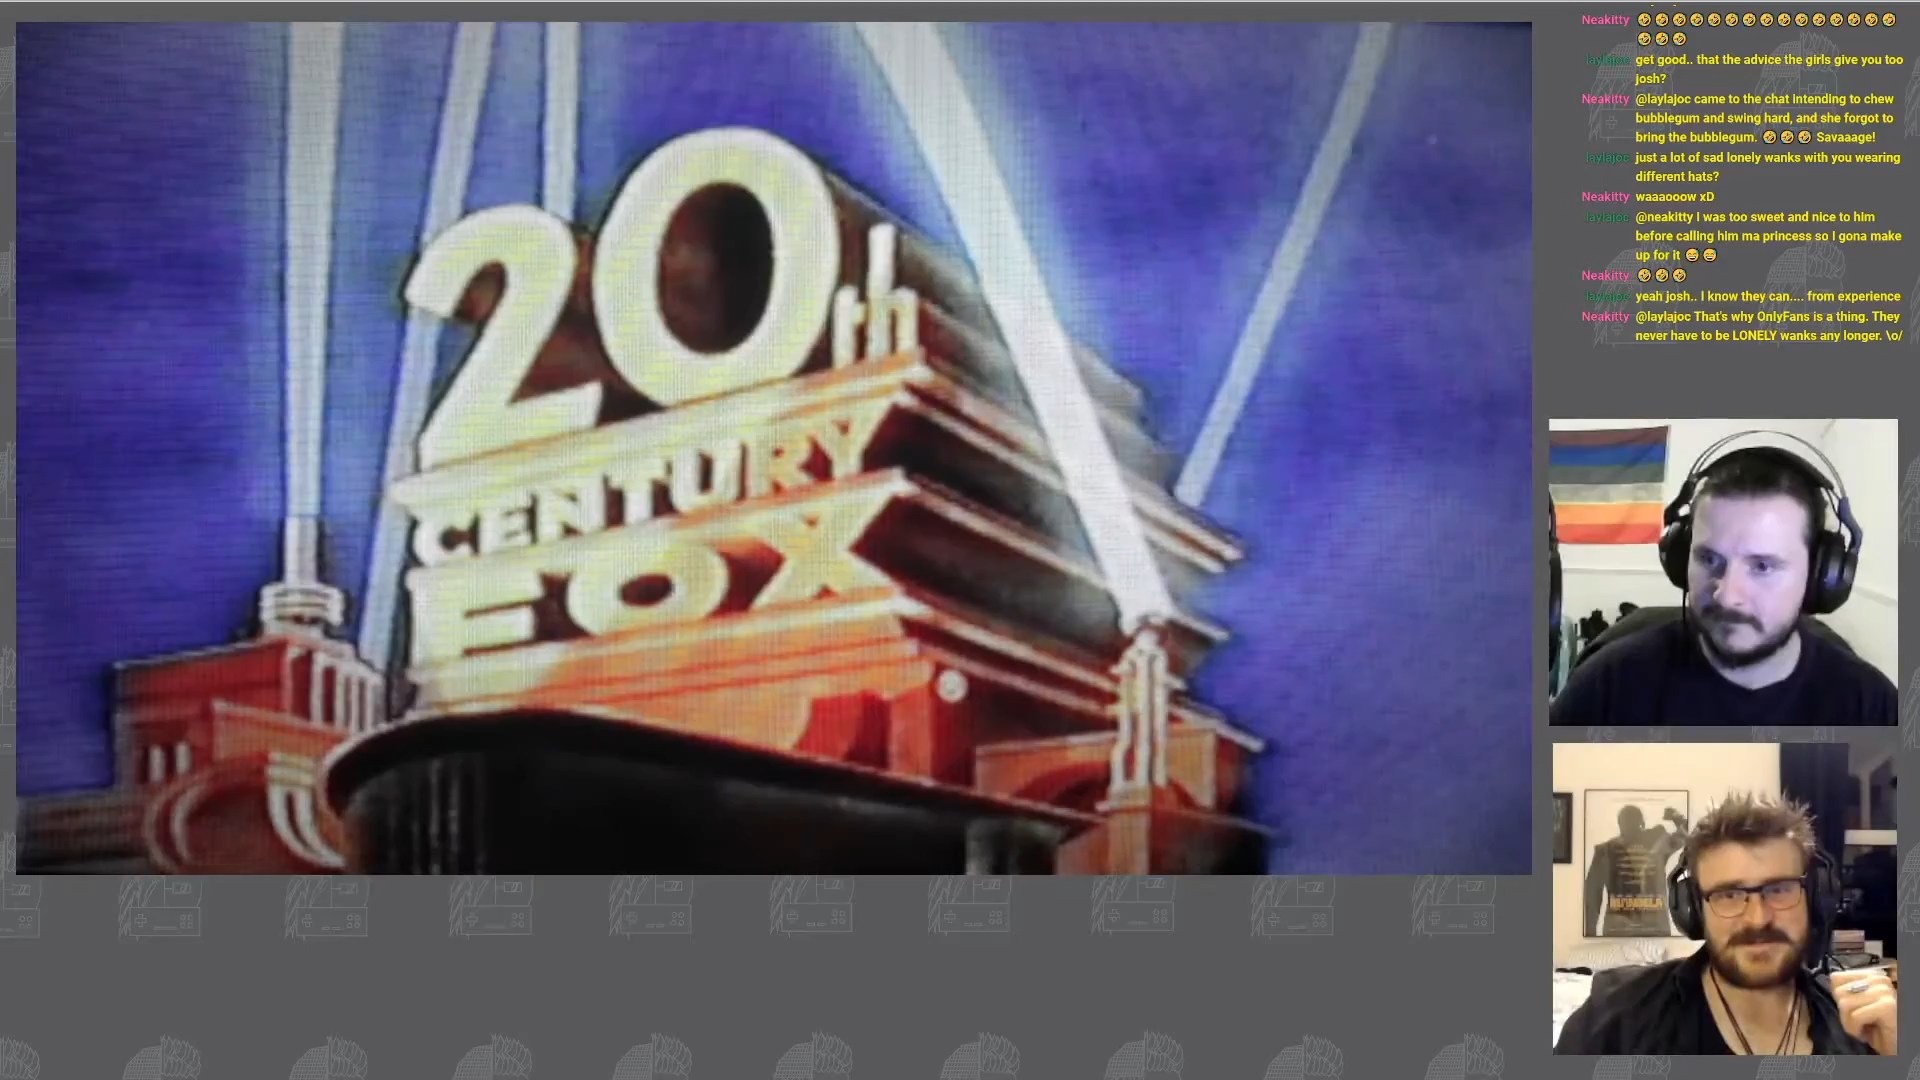 20th
CENTURY
FOX
Neakitty 🤣🤣🤣🤣🤣🤣🤣🤣🤣🤣🤣🤣🤣🤣🤣
🤣🤣🤣
laylajoc get good.. that the advice the girls give you too
josh?
Neakitty @laylajoc came to the chat intending to chew
bubblegum and swing hard, and she forgot to
bring the bubblegum. 🤣🤣🤣 Savaaage!
laylajoc just a lot of sad lonely wanks with you wearing
different hats?
Neakitty waaaooow xD
laylajoc @neakitty I was too sweet and nice to him
before calling him ma princess so I gona make
up for it 😅😅
Neakitty 🤣🤣🤣
laylajoc yeah josh.. I know they can.... from experience
Neakitty @laylajoc That's why OnlyFans is a thing. They
never have to be LONELY wanks any longer. \o/